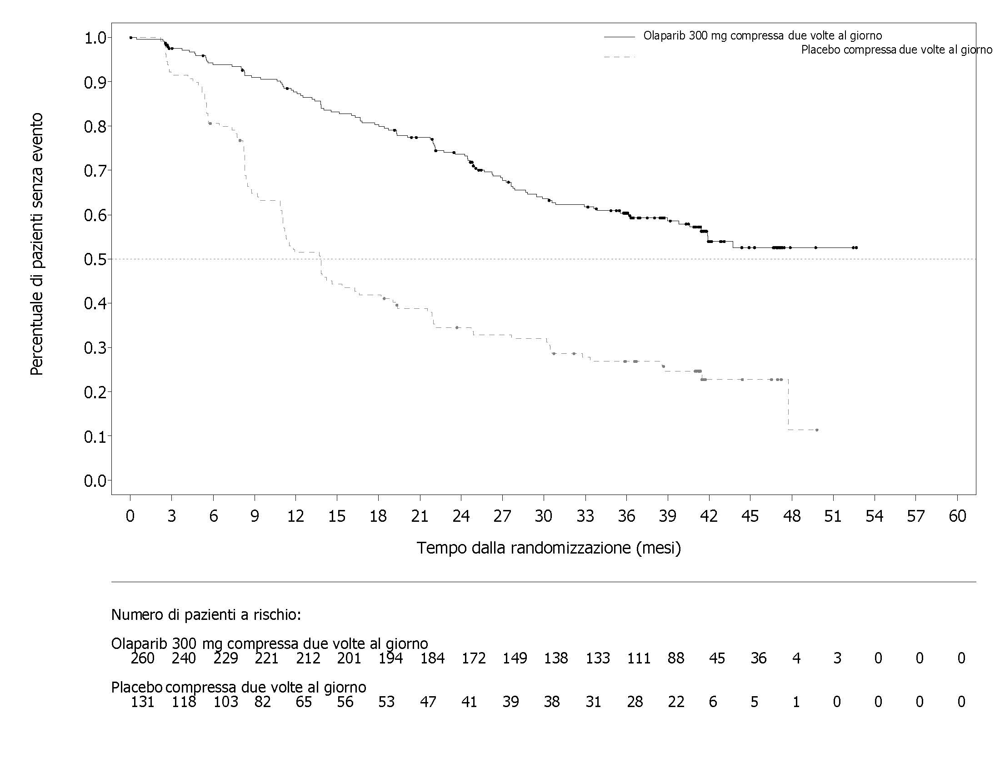 Olaparib 300 mg compressa due volte al giorno
Placebo compressa due volte al giorno
Percentuale di pazienti senza evento
1.0
0.9
0.8
0.7
0.6
0.5
0.4
0.3
0.2
0.1
0.0
0 3 6 9 12 15 18 21 24 27 30 33 36 39 42 45 48 51 54 57 60
Tempo dalla randomizzazione (mesi)
Numero di pazienti a rischio:
Olaparib 300 mg compressa due volte al giorno
260 240 229 221 212 201 194 184 172 149 138 133 111 88 45 36 4 3 0 0 0
Placebo compressa due volte al giorno
131 118 103 82 65 56 53 47 41 39 38 31 28 22 6 5 1 0 0 0 0